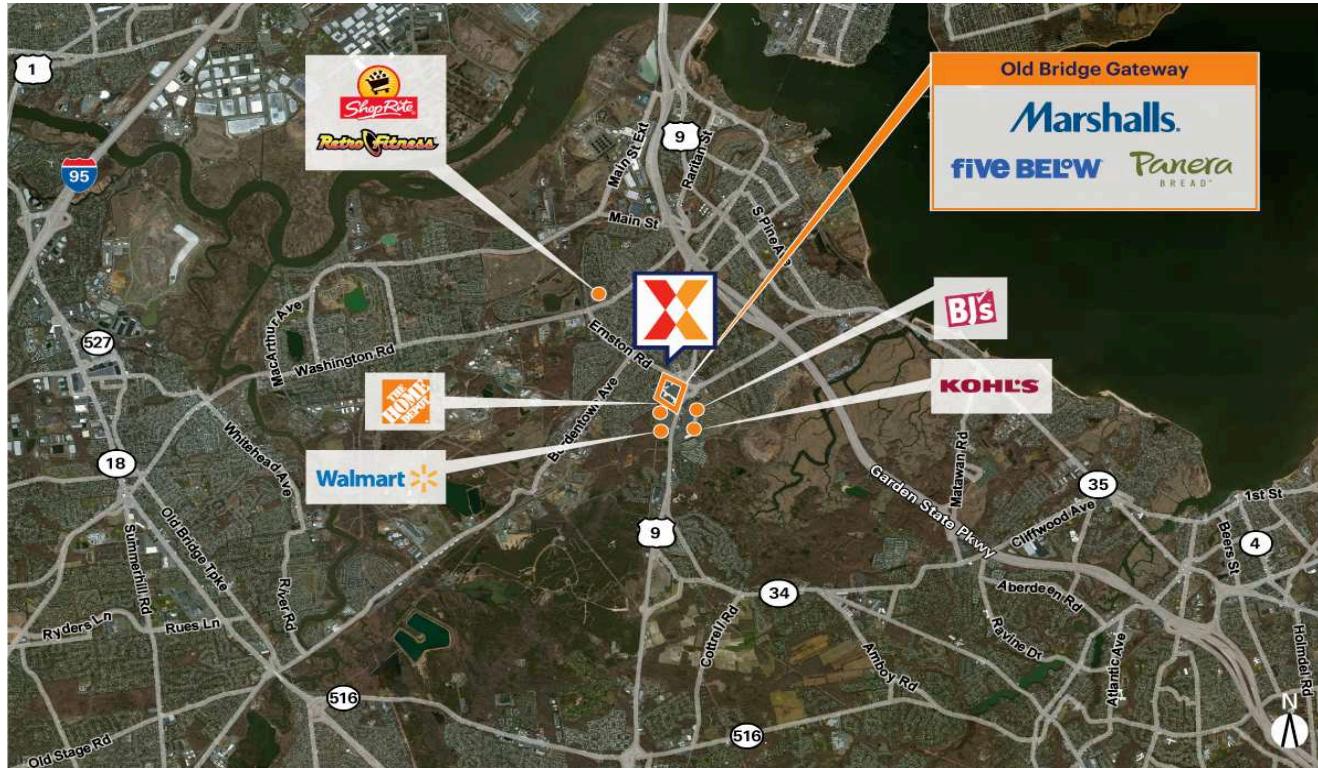 1
ShopRite
Retro Fitness
95
9
Main St Ext
Raritan St
Main St
S Pine Ave
Old Bridge Gateway
Marshalls.
five BELOW
Panera
BREAD
BJ's
KOHL'S
MacArthur Ave
Washington Rd
Ernston Rd
Bordentown Ave
527
THE
HOME
DEPOT
Walmart
18
Whitehead Ave
Old Bridge Tpke
Summerhill Rd
River Rd
Ryders Ln
Rues Ln
Garden State Pkwy
Matawan Rd
35
Cliffwood Ave
1st St
Beers St
4
9
34
Aberdeen Rd
Ravine Dr
Atlantic Ave
Holmdel Rd
Cottrell Rd
Amboy Rd
516
516
Old Stage Rd
N